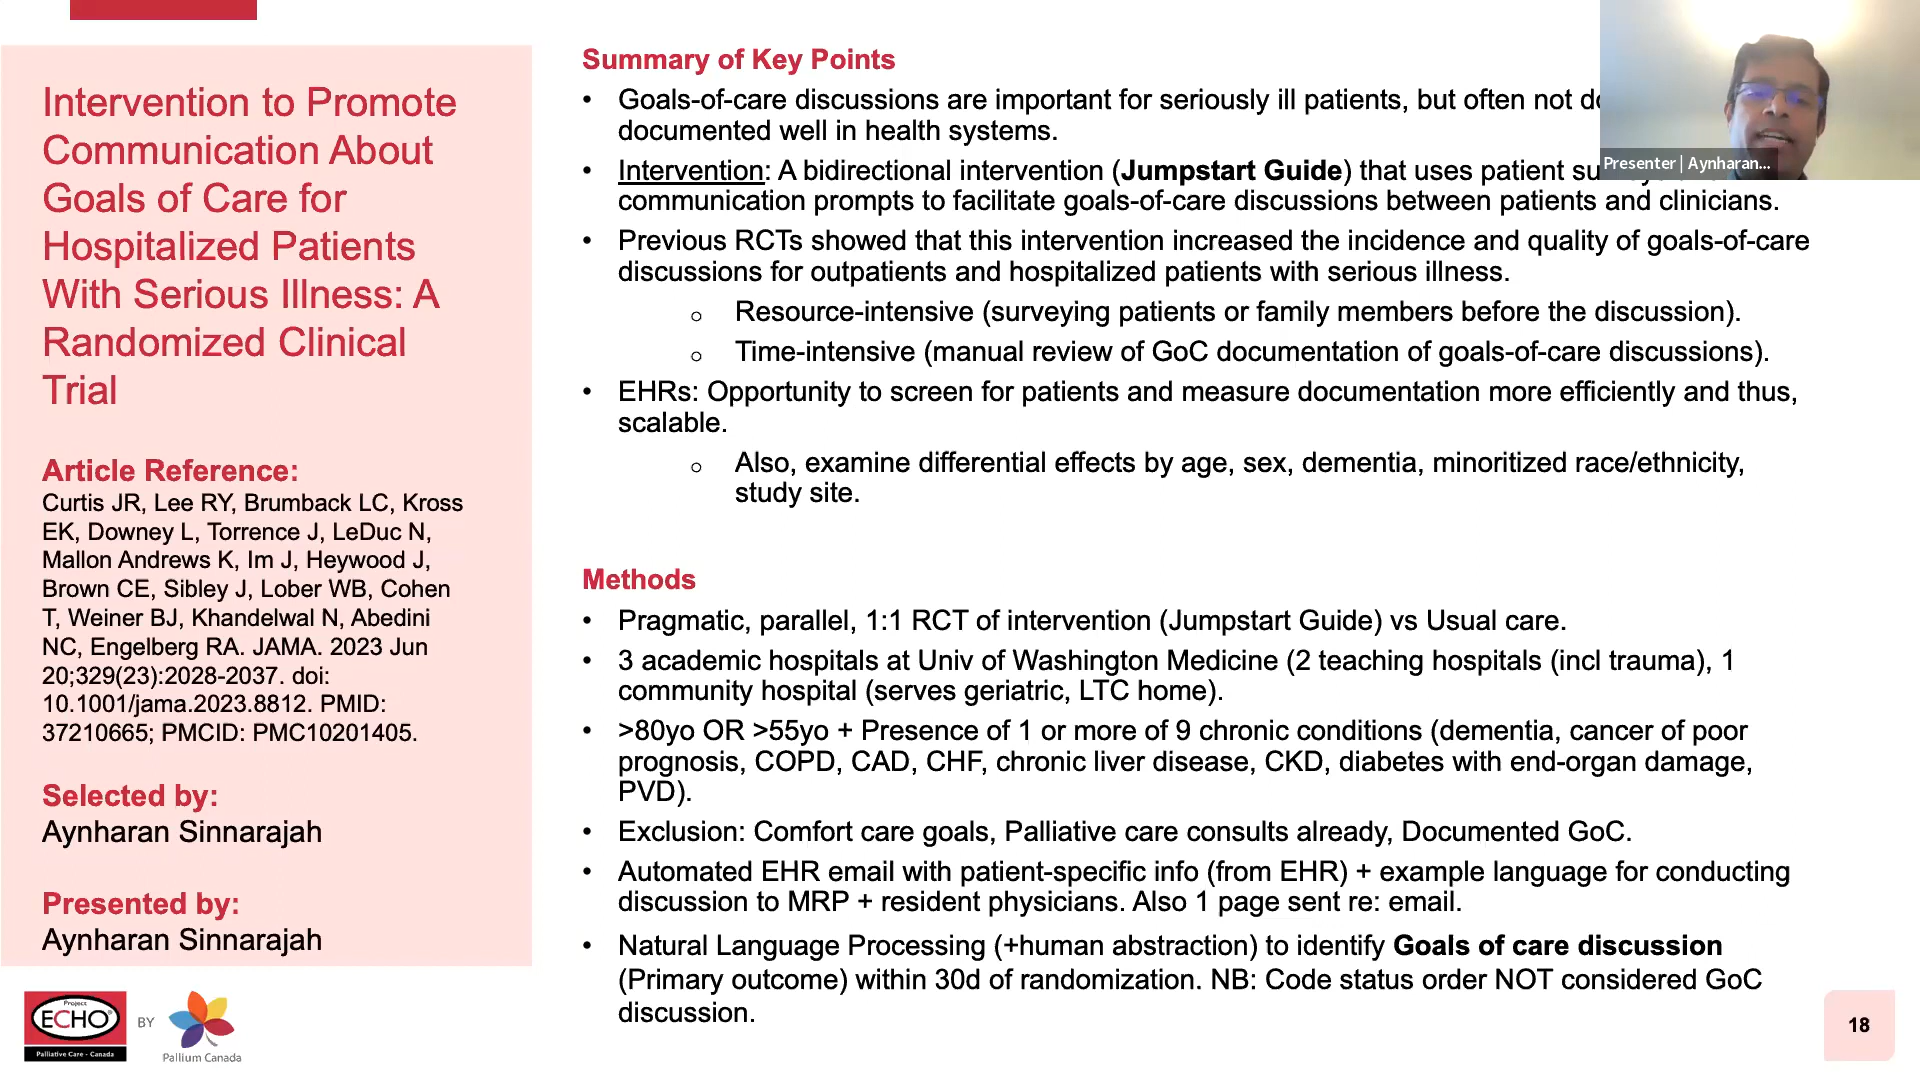 Intervention to Promote
Communication About
Goals of Care for
Hospitalized Patients
With Serious Illness: A
Randomized Clinical
Trial
Article Reference:
Curtis JR, Lee RY, Brumback LC, Kross
EK, Downey L, Torrence J, LeDuc N,
Mallon Andrews K, Im J, Heywood J,
Brown CE, Sibley J, Lober WB, Cohen
T, Weiner BJ, Khandelwal N, Abedini
NC, Engelberg RA. JAMA. 2023 Jun
20;329(23):2028-2037. doi:
10.1001/jama.2023.8812. PMID:
37210665; PMCID: PMC10201405.
Selected by:
Aynharan Sinnarajah
Presented by:
Aynharan Sinnarajah
Project
ECHO®
Palliative Care - Canada
BY
Pallium Canada
Summary of Key Points
• Goals-of-care discussions are important for seriously ill patients, but often not
documented well in health systems.
• Intervention: A bidirectional intervention (Jumpstart Guide) that uses patient
communication prompts to facilitate goals-of-care discussions between patients and clinicians.
• Previous RCTs showed that this intervention increased the incidence and quality of goals-of-care
discussions for outpatients and hospitalized patients with serious illness.
o Resource-intensive (surveying patients or family members before the discussion).
o Time-intensive (manual review of GoC documentation of goals-of-care discussions).
• EHRs: Opportunity to screen for patients and measure documentation more efficiently and thus,
scalable.
o Also, examine differential effects by age, sex, dementia, minoritized race/ethnicity,
study site.
Methods
• Pragmatic, parallel, 1:1 RCT of intervention (Jumpstart Guide) vs Usual care.
• 3 academic hospitals at Univ of Washington Medicine (2 teaching hospitals (incl trauma), 1
community hospital (serves geriatric, LTC home).
• >80yo OR >55yo + Presence of 1 or more of 9 chronic conditions (dementia, cancer of poor
prognosis, COPD, CAD, CHF, chronic liver disease, CKD, diabetes with end-organ damage,
PVD).
• Exclusion: Comfort care goals, Palliative care consults already, Documented GoC.
• Automated EHR email with patient-specific info (from EHR) + example language for conducting
discussion to MRP + resident physicians. Also 1 page sent re: email.
• Natural Language Processing (+human abstraction) to identify Goals of care discussion
(Primary outcome) within 30d of randomization. NB: Code status order NOT considered GoC
discussion.
Presenter | Aynharan...
18